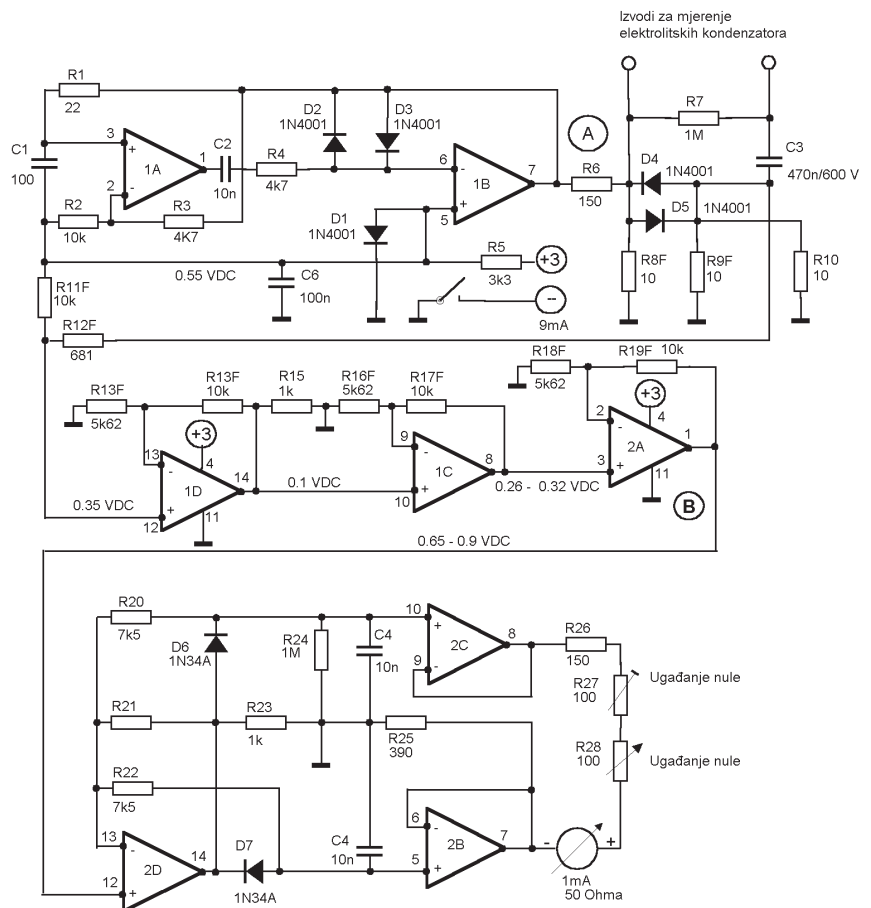 Izvodi za mjerenje
elektrolitskih kondenzatora
R1
22
C1
100
3
+
1A
1
2
-
C2
10n
R4
4k7
D2
1N4001
D3
1N4001
6
-
1B
7
+
5
A
R6
150
R7
1M
C3
470n/600 V
D4
1N4001
D5
1N4001
R2
10k
R3
4K7
D1
1N4001
R5
3k3
+3
R8F
10
R9F
10
R10
10
0.55 VDC
C6
100n
--
9mA
R11F
10k
R12F
681
R13F
5k62
R13F
10k
R15
1k
R16F
5k62
R17F
10k
R18F
5k62
R19F
10k
+3
4
2
-
2A
1
3
+
11
+3
13
-
4
1D
14
12
+
11
9
-
1C
8
10
+
0.35 VDC
0.1 VDC
0.26 - 0.32 VDC
B
0.65 - 0.9 VDC
R20
7k5
D6
1N34A
R24
1M
C4
10n
10
+
2C
8
9
-
R26
150
R27
100
Ugađanje nule
R21
R23
1k
R25
390
R28
100
Ugađanje nule
R22
7k5
13
-
2D
14
12
+
D7
1N34A
C4
10n
6
-
2B
7
5
+
-
+
1mA
50 Ohma